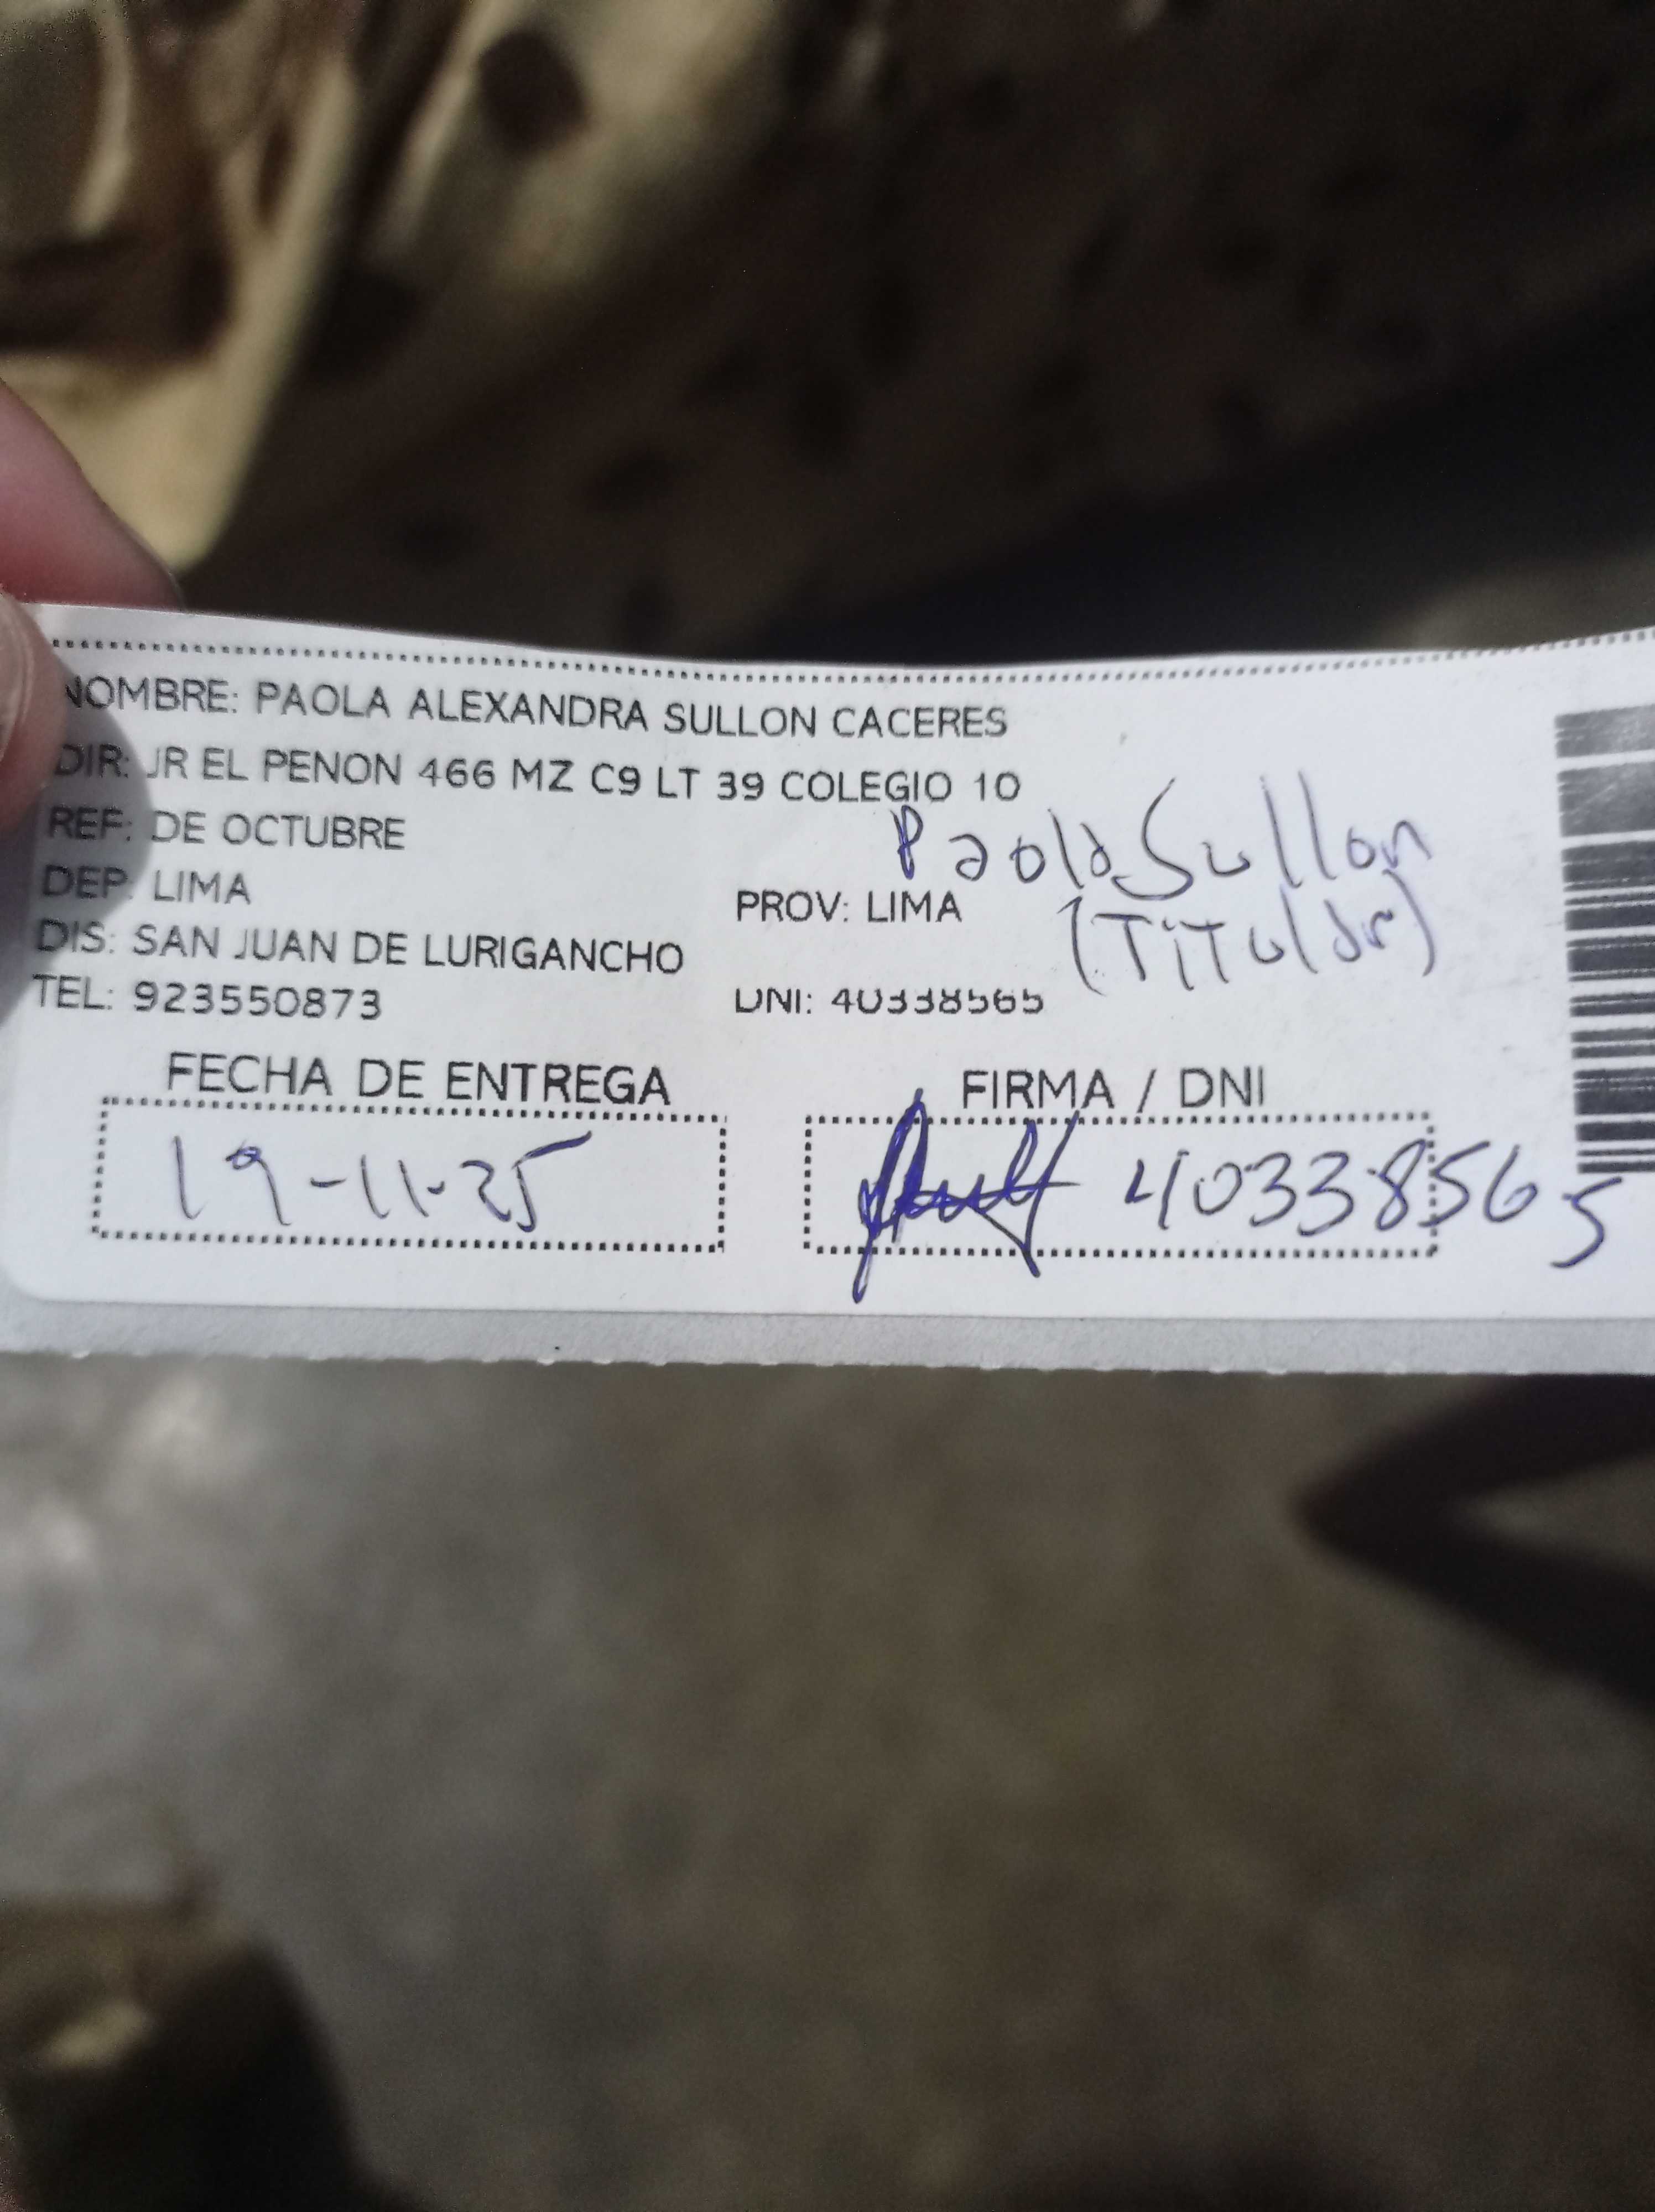 NOMBRE: PAOLA ALEXANDRA SULLON CACERES
DIR: JR EL PENON 466 MZ C9 LT 39 COLEGIO 10
REF: DE OCTUBRE
Paola Sullon
DEP: LIMA PROV: LIMA
(Titular)
DIS: SAN JUAN DE LURIGANCHO
TEL: 923550873 DNI: 40338565
FECHA DE ENTREGA FIRMA / DNI
19-11-25 40338565